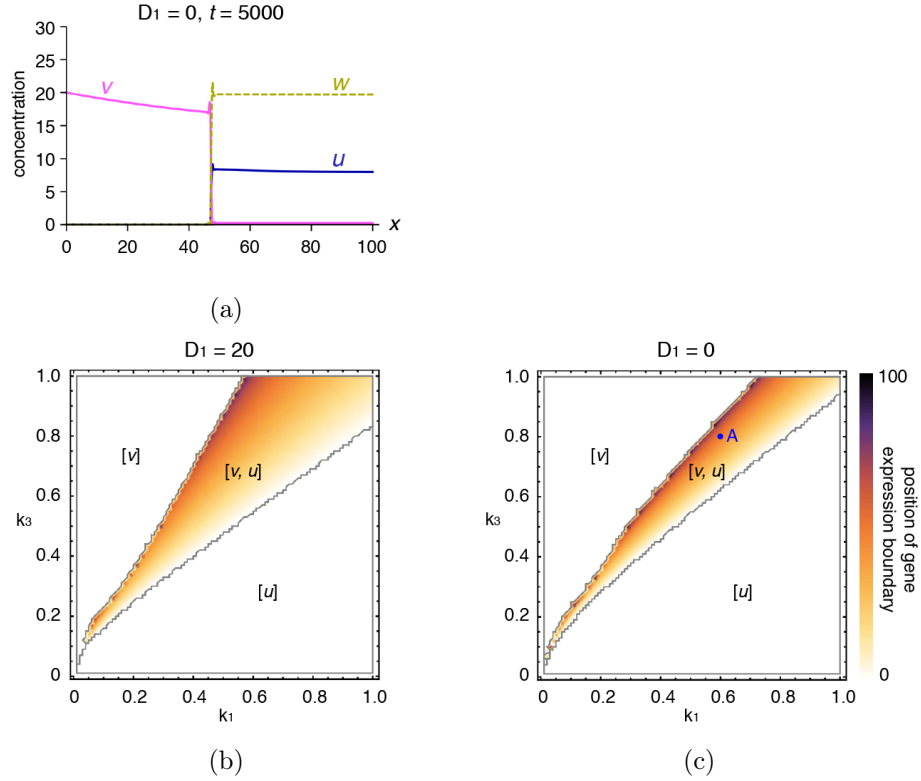 D1 = 0, t = 5000
concentration
30
25
20
15
10
5
0
v
w
u
0 20 40 60 80 100
x
(a)
D1 = 20
k3
1.0
0.8
0.6
0.4
0.2
0
[v]
[v, u]
[u]
0 0.2 0.4 0.6 0.8 1.0
k1
(b)
D1 = 0
k3
1.0
0.8
0.6
0.4
0.2
0
[v]
A
[v, u]
[u]
0 0.2 0.4 0.6 0.8 1.0
k1
(c)
100
0
position of gene
expression boundary